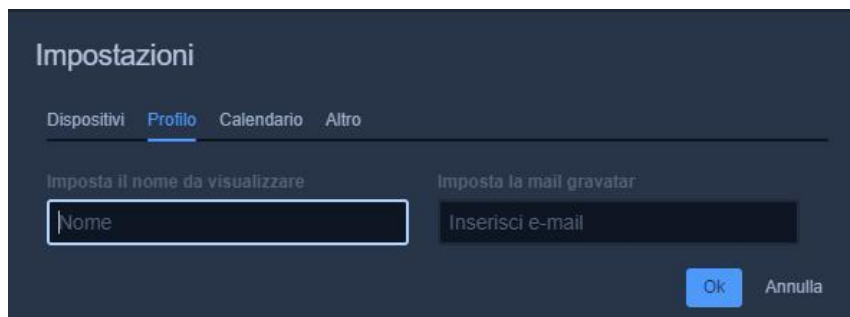 Impostazioni
Dispositivi Profilo Calendario Altro
Imposta il nome da visualizzare Imposta la mail gravatar
Nome Inserisci e-mail
Ok Annulla